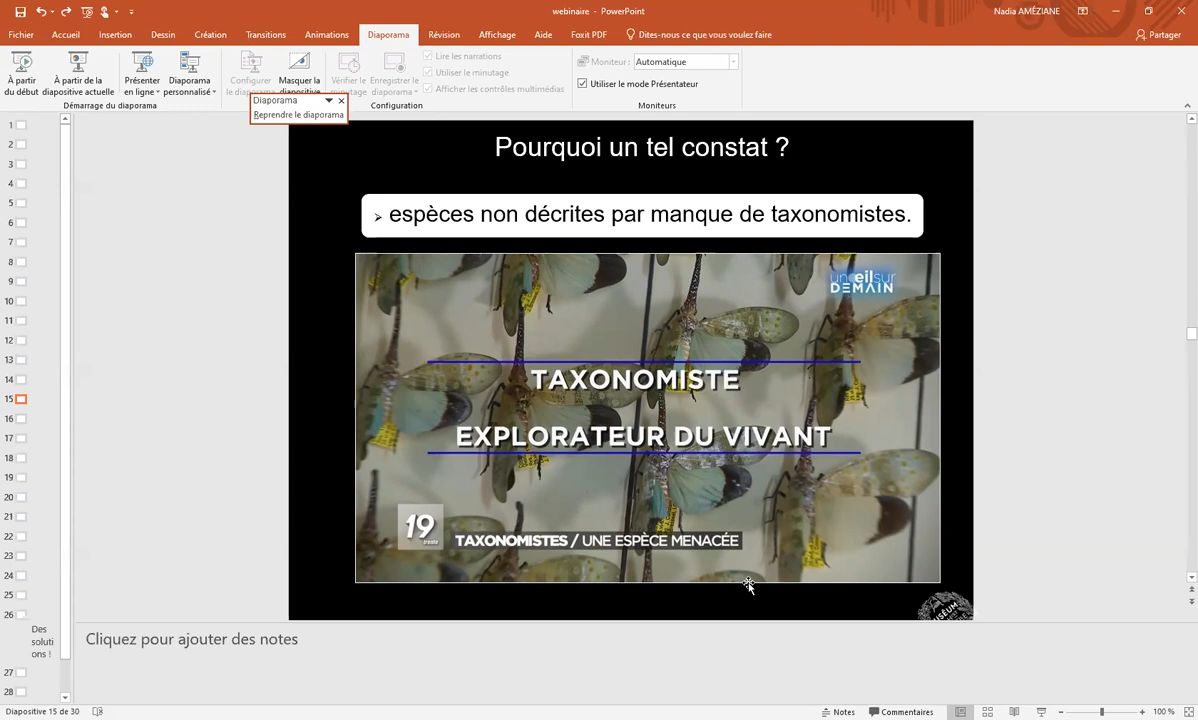 webinaire - PowerPoint
Nadia AMÉZIANE
Fichier
Accueil
Insertion
Dessin
Création
Transitions
Animations
Diaporama
Révision
Affichage
Aide
Foxit PDF
Dites-nous ce que vous voulez faire
Partager
À partir
du début
À partir de la
diapositive actuelle
Présenter
en ligne
Diaporama
personnalisé
Configurer
le diaporama
Masquer la
diapositive
Vérifier le
minutage
Enregistrer le
diaporama
Lire les narrations
Utiliser le minutage
Afficher les contrôles multimédias
Moniteur :
Automatique
Utiliser le mode Présentateur
Démarrage du diaporama
Configuration
Moniteurs
Diaporama
Reprendre le diaporama
1
2
3
4
5
6
7
8
9
10
11
12
13
14
15
16
17
18
19
20
21
22
23
24
25
26
Des
soluti
ons !
27
28
Pourquoi un tel constat ?
➢ espèces non décrites par manque de taxonomistes.
un œil sur
DEMAIN
TAXONOMISTE
EXPLORATEUR DU VIVANT
19
trente
TAXONOMISTES / UNE ESPÈCE MENACÉE
Cliquez pour ajouter des notes
Diapositive 15 de 30
Notes
Commentaires
100 %